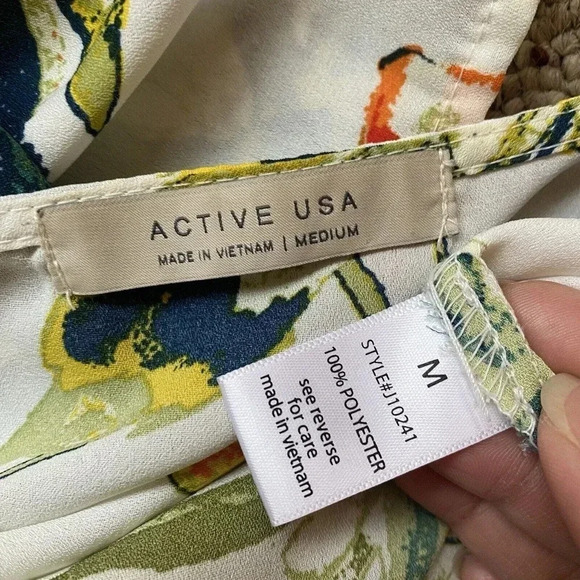 ACTIVE USA
MADE IN VIETNAM | MEDIUM
M
STYLE#J10241
100% POLYESTER
see reverse
for care
made in vietnam